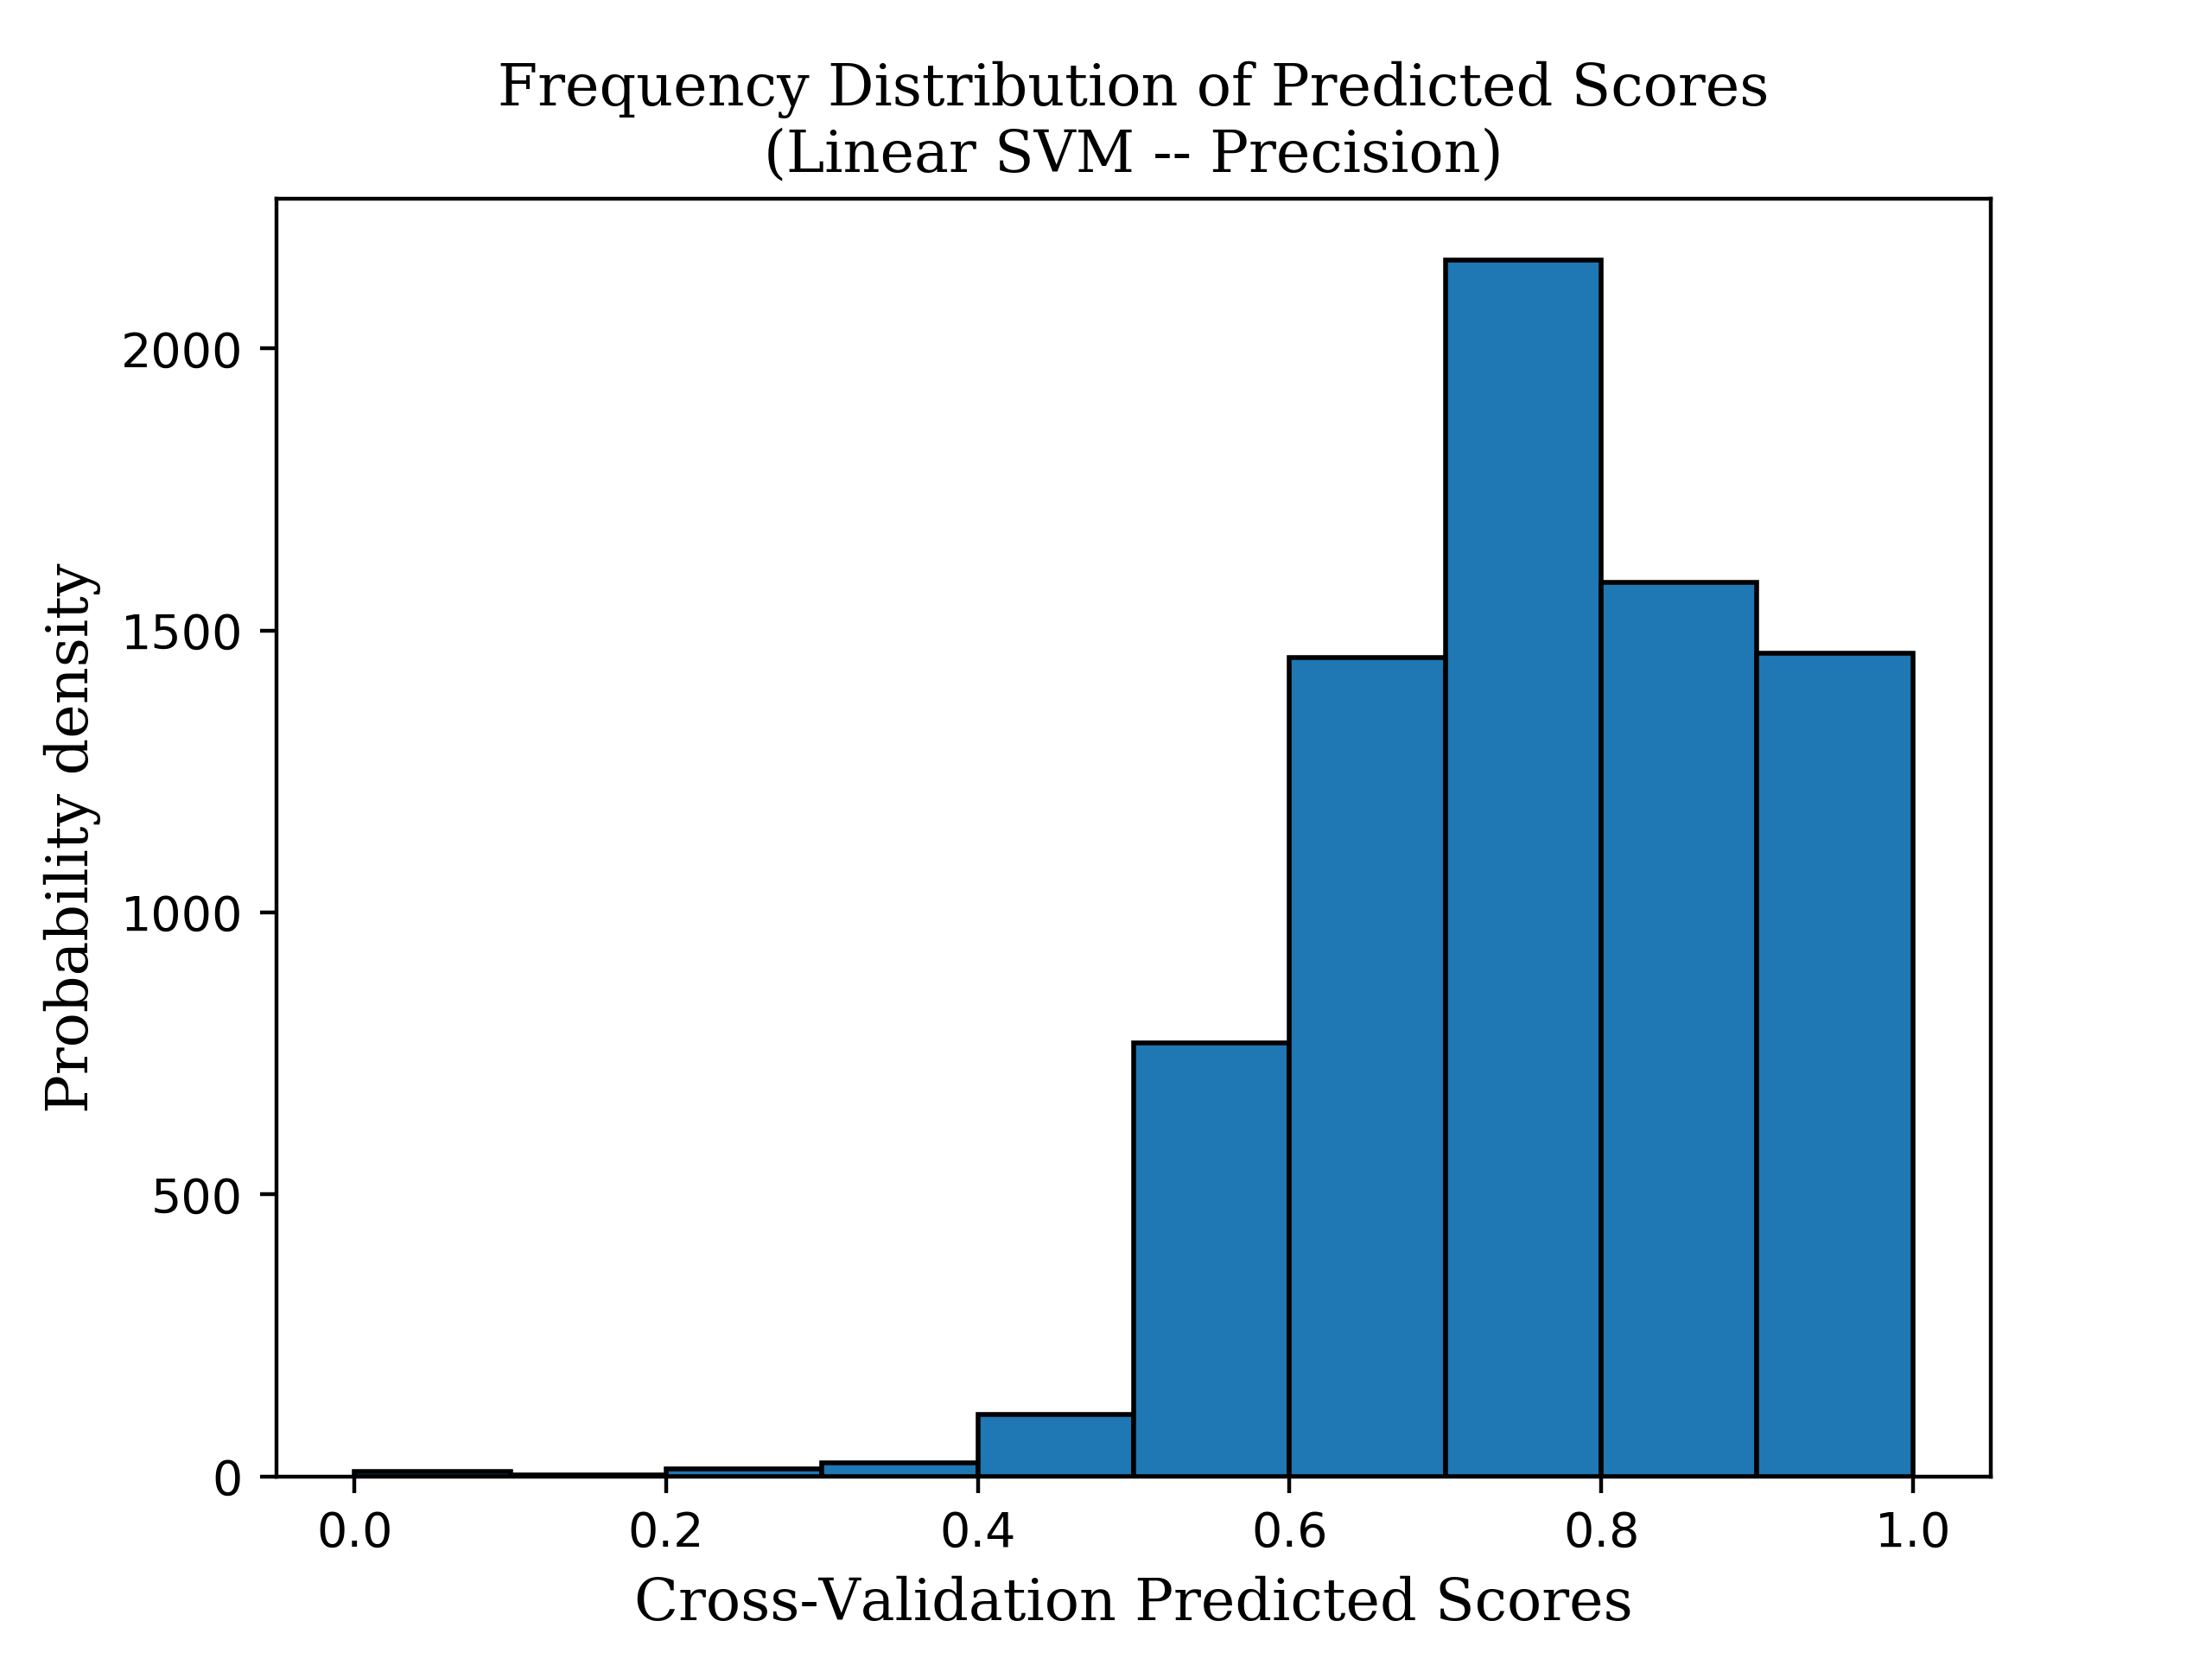 Frequency Distribution of Predicted Scores
(Linear SVM -- Precision)
Probability density
2000
1500
1000
500
0
0.0 0.2 0.4 0.6 0.8 1.0
Cross-Validation Predicted Scores